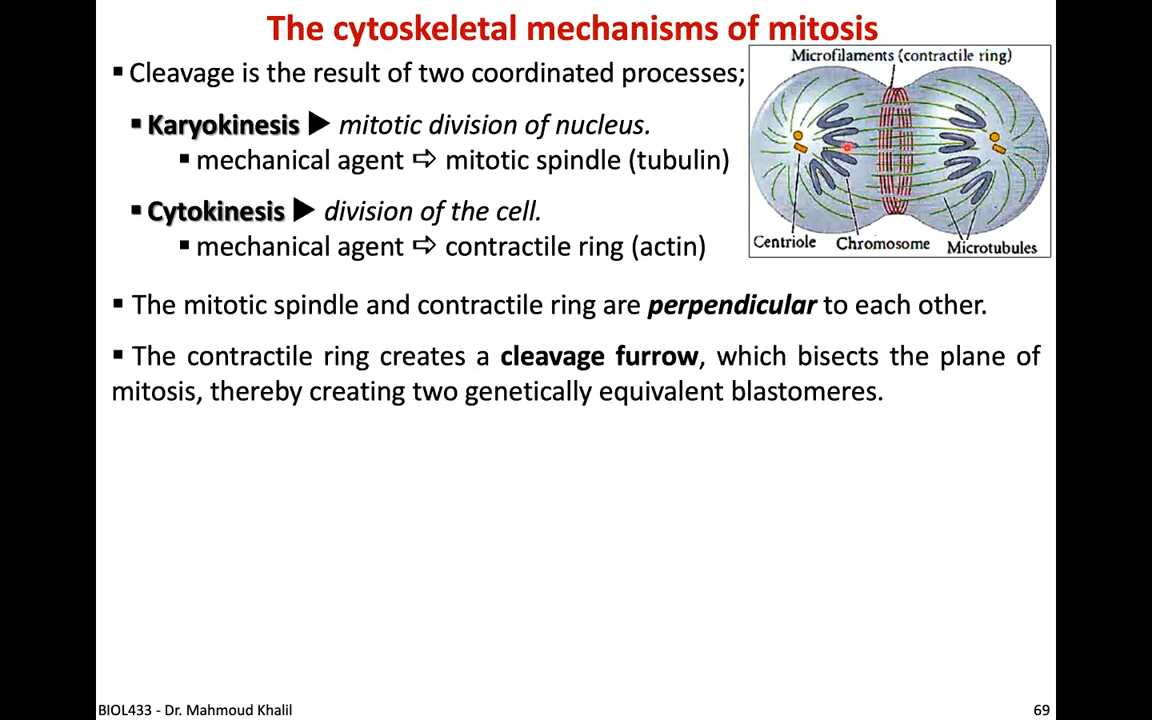 The cytoskeletal mechanisms of mitosis
▪ Cleavage is the result of two coordinated processes;
▪ Karyokinesis ▶ mitotic division of nucleus.
▪ mechanical agent ⇨ mitotic spindle (tubulin)
▪ Cytokinesis ▶ division of the cell.
▪ mechanical agent ⇨ contractile ring (actin)
Microfilaments (contractile ring)
Centriole
Chromosome
Microtubules
▪ The mitotic spindle and contractile ring are perpendicular to each other.
▪ The contractile ring creates a cleavage furrow, which bisects the plane of
mitosis, thereby creating two genetically equivalent blastomeres.
BIOL433 - Dr. Mahmoud Khalil
69